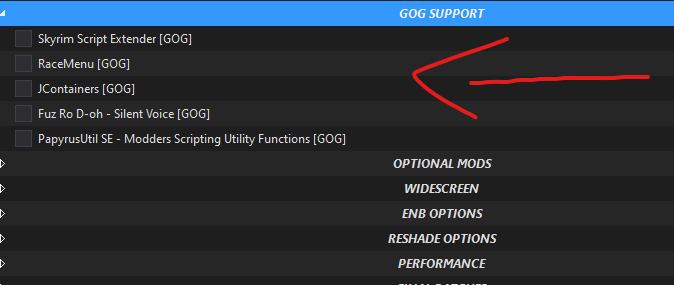 GOG SUPPORT
Skyrim Script Extender [GOG]
RaceMenu [GOG]
JContainers [GOG]
Fuz Ro D-oh - Silent Voice [GOG]
PapyrusUtil SE - Modders Scripting Utility Functions [GOG]
OPTIONAL MODS
WIDESCREEN
ENB OPTIONS
RESHADE OPTIONS
PERFORMANCE